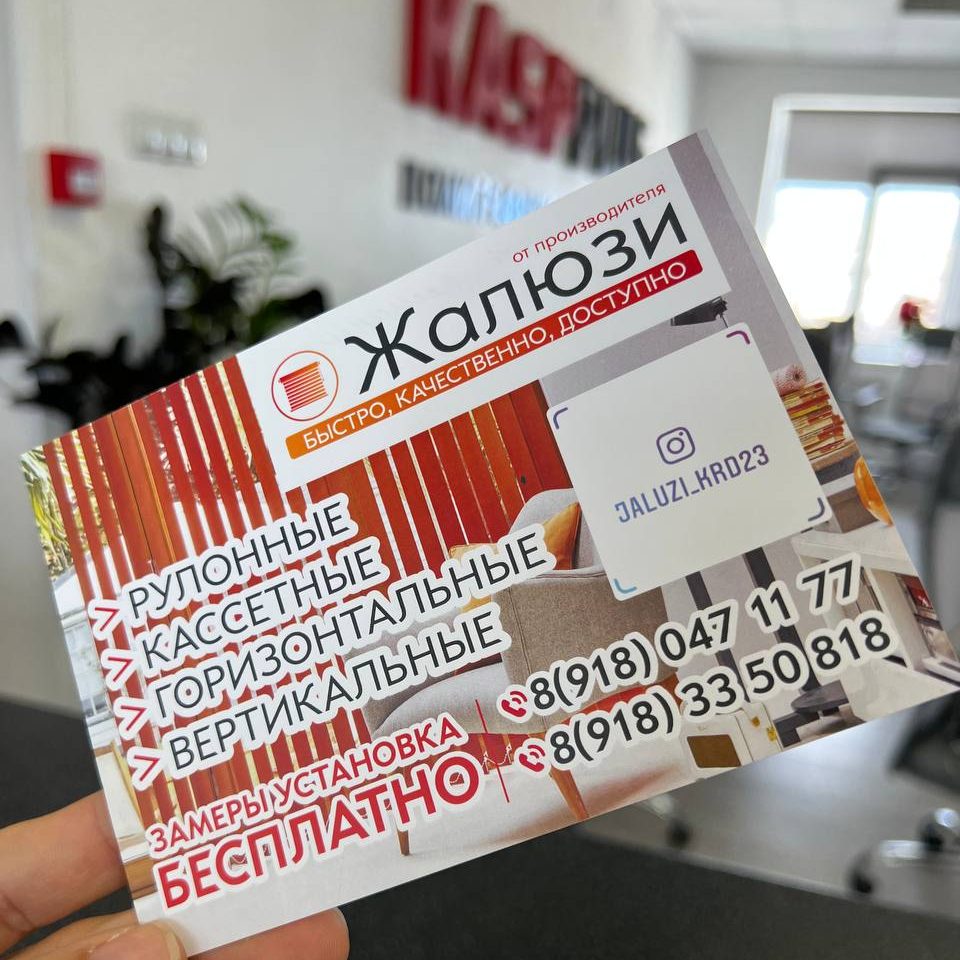 от производителя
Жалюзи
БЫСТРО, КАЧЕСТВЕННО, ДОСТУПНО
JALUZI_KRD23
> РУЛОННЫЕ
> КАССЕТНЫЕ
> ГОРИЗОНТАЛЬНЫЕ
> ВЕРТИКАЛЬНЫЕ
8(918) 047 11 77
8(918) 33 50 818
ЗАМЕРЫ УСТАНОВКА
БЕСПЛАТНО